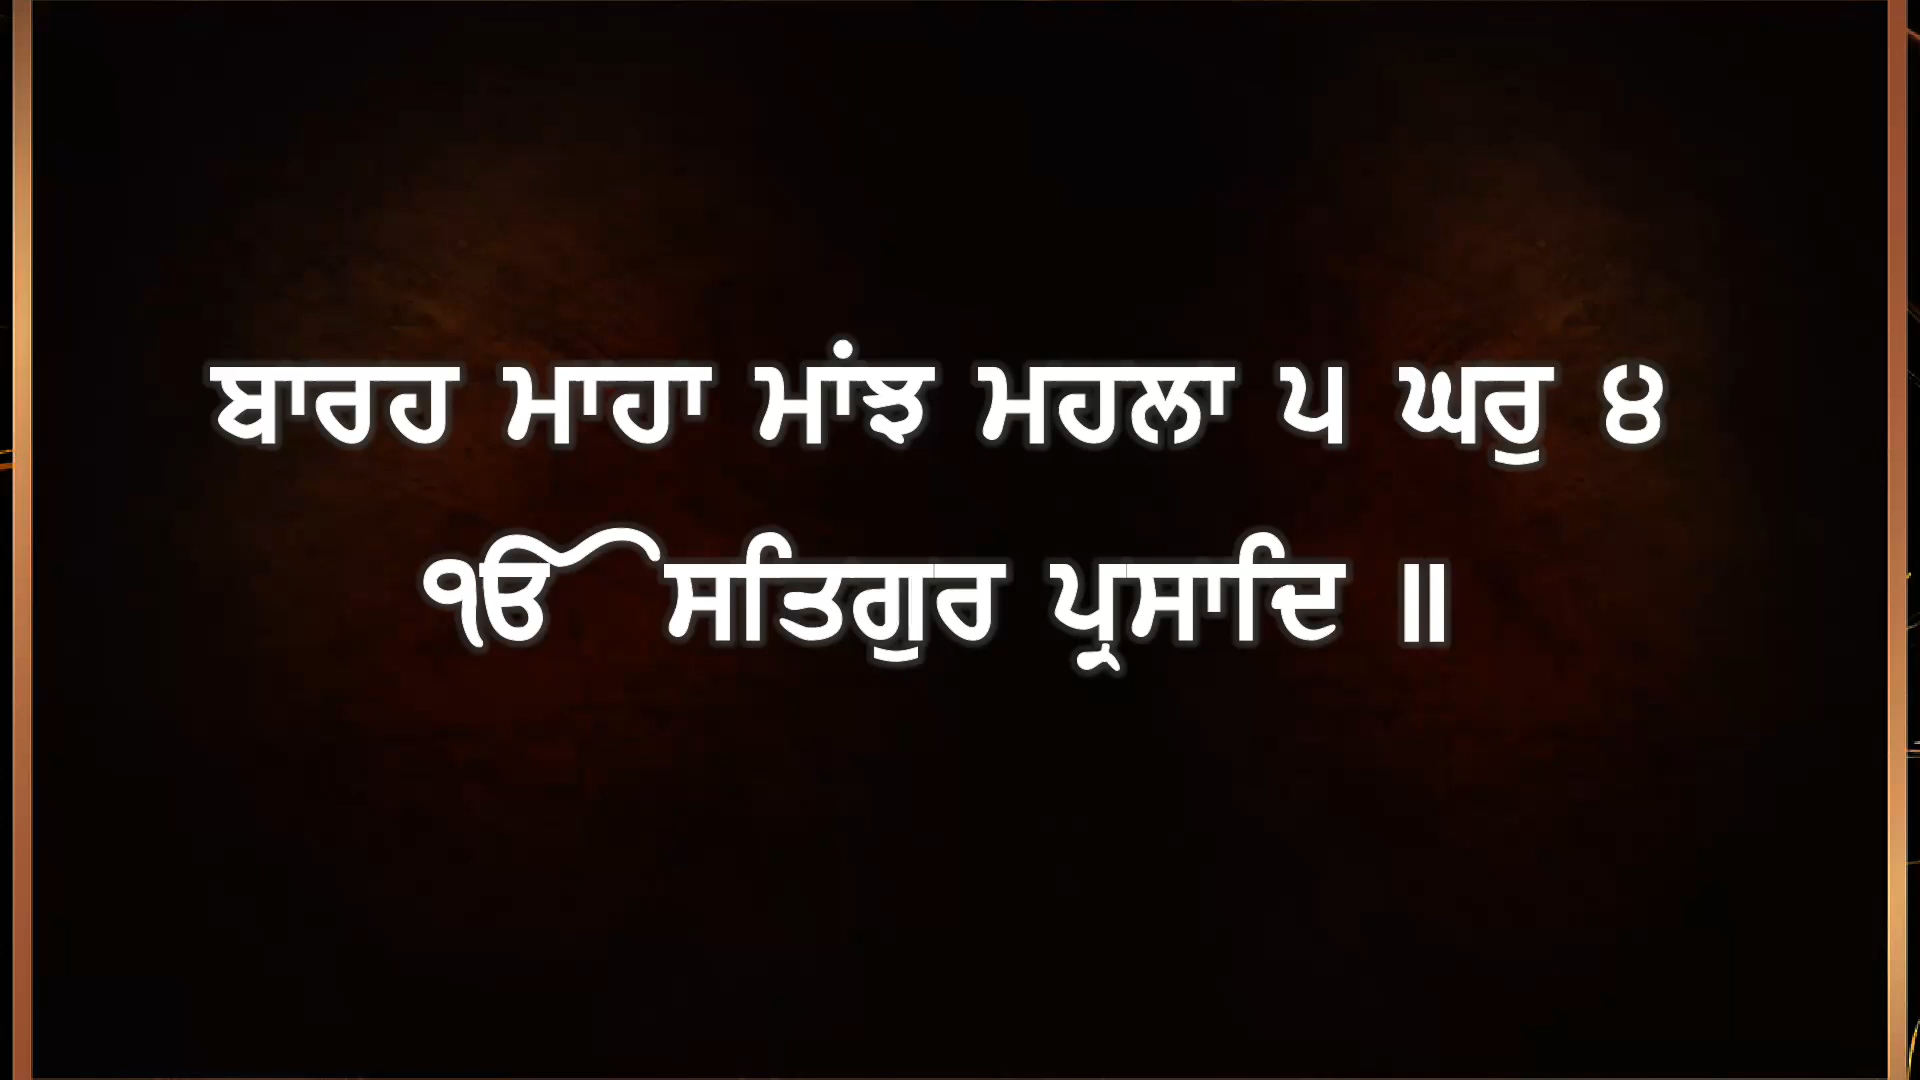 ਬਾਰਹ ਮਾਹਾ ਮਾਂਝ ਮਹਲਾ ੫ ਘਰੁ ੪
ੴ ਸਤਿਗੁਰ ਪ੍ਰਸਾਦਿ ॥